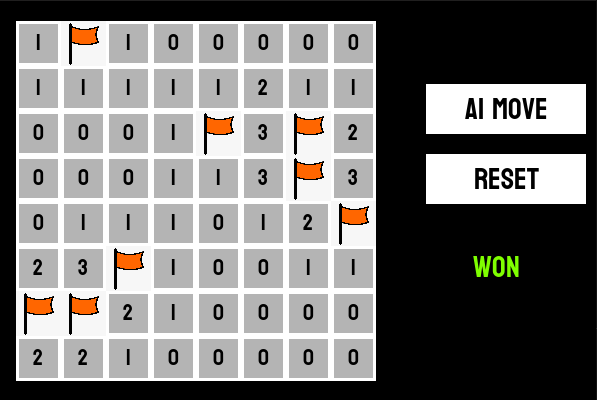 1 1 0 0 0 0 0
1 1 1 1 1 2 1 1
0 0 0 1 3 2
0 0 0 1 1 3 3
0 1 1 1 0 1 2
2 3 1 0 0 1 1
2 1 0 0 0 0
2 2 1 0 0 0 0 0
AI MOVE
RESET
WON